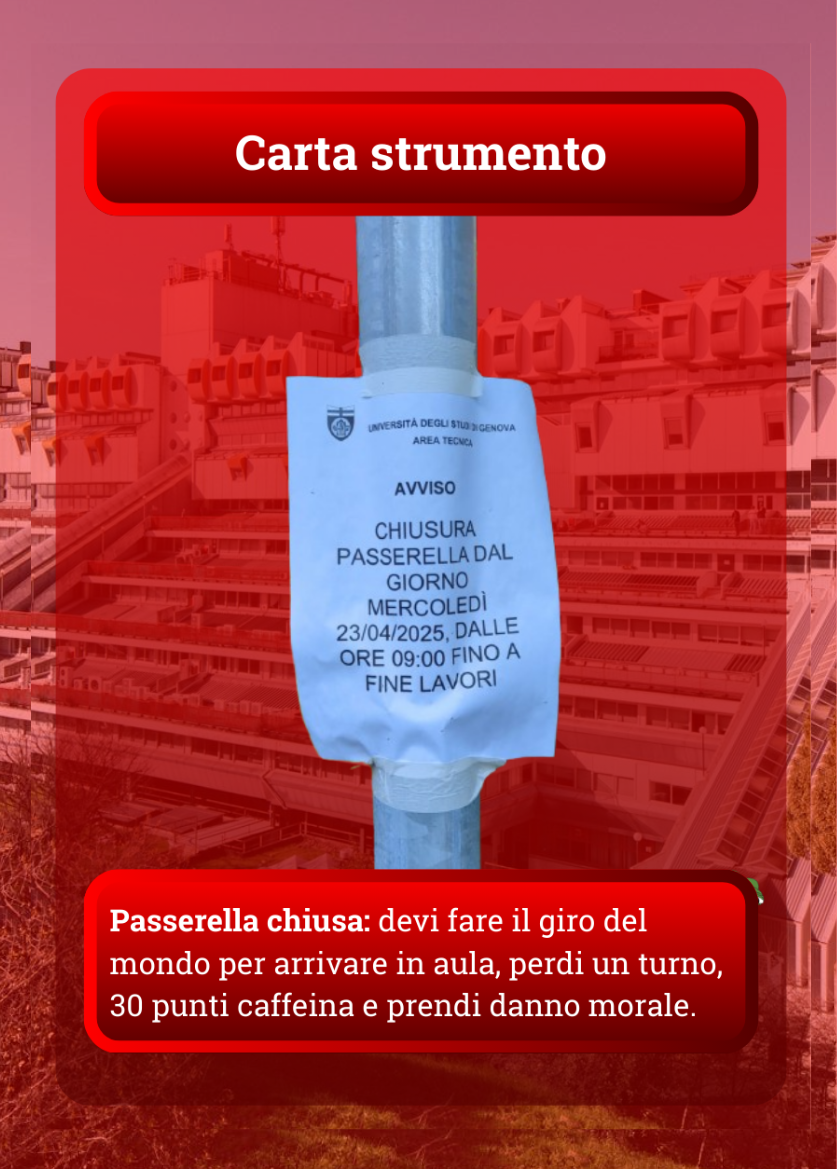 Carta strumento
UNIVERSITÀ DEGLI STUDI DI GENOVA
AREA TECNICA
AVVISO
CHIUSURA
PASSERELLA DAL
GIORNO
MERCOLEDÌ
23/04/2025, DALLE
ORE 09:00 FINO A
FINE LAVORI
Passerella chiusa: devi fare il giro del
mondo per arrivare in aula, perdi un turno,
30 punti caffeina e prendi danno morale.